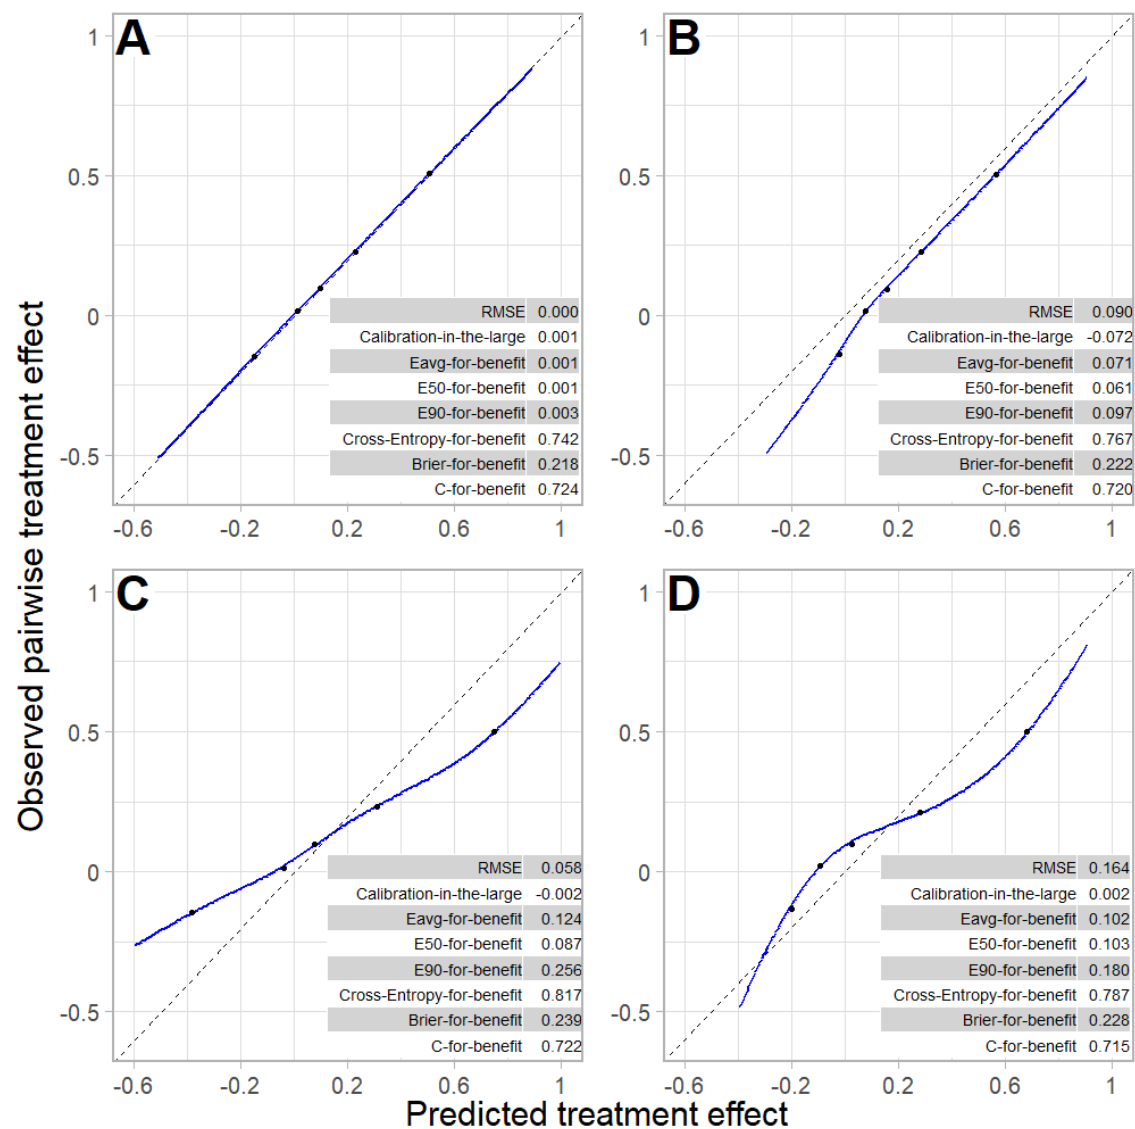 Observed pairwise treatment effect
A
1
0.5
0
-0.5
RMSE 0.000
Calibration-in-the-large 0.001
Eavg-for-benefit 0.001
E50-for-benefit 0.001
E90-for-benefit 0.003
Cross-Entropy-for-benefit 0.742
Brier-for-benefit 0.218
C-for-benefit 0.724
-0.6 -0.2 0.2 0.6 1
B
1
0.5
0
-0.5
RMSE 0.090
Calibration-in-the-large -0.072
Eavg-for-benefit 0.071
E50-for-benefit 0.061
E90-for-benefit 0.097
Cross-Entropy-for-benefit 0.767
Brier-for-benefit 0.222
C-for-benefit 0.720
-0.6 -0.2 0.2 0.6 1
C
1
0.5
0
-0.5
RMSE 0.058
Calibration-in-the-large -0.002
Eavg-for-benefit 0.124
E50-for-benefit 0.087
E90-for-benefit 0.256
Cross-Entropy-for-benefit 0.817
Brier-for-benefit 0.239
C-for-benefit 0.722
-0.6 -0.2 0.2 0.6 1
D
1
0.5
0
-0.5
RMSE 0.164
Calibration-in-the-large 0.002
Eavg-for-benefit 0.102
E50-for-benefit 0.103
E90-for-benefit 0.180
Cross-Entropy-for-benefit 0.787
Brier-for-benefit 0.228
C-for-benefit 0.715
-0.6 -0.2 0.2 0.6 1
Predicted treatment effect